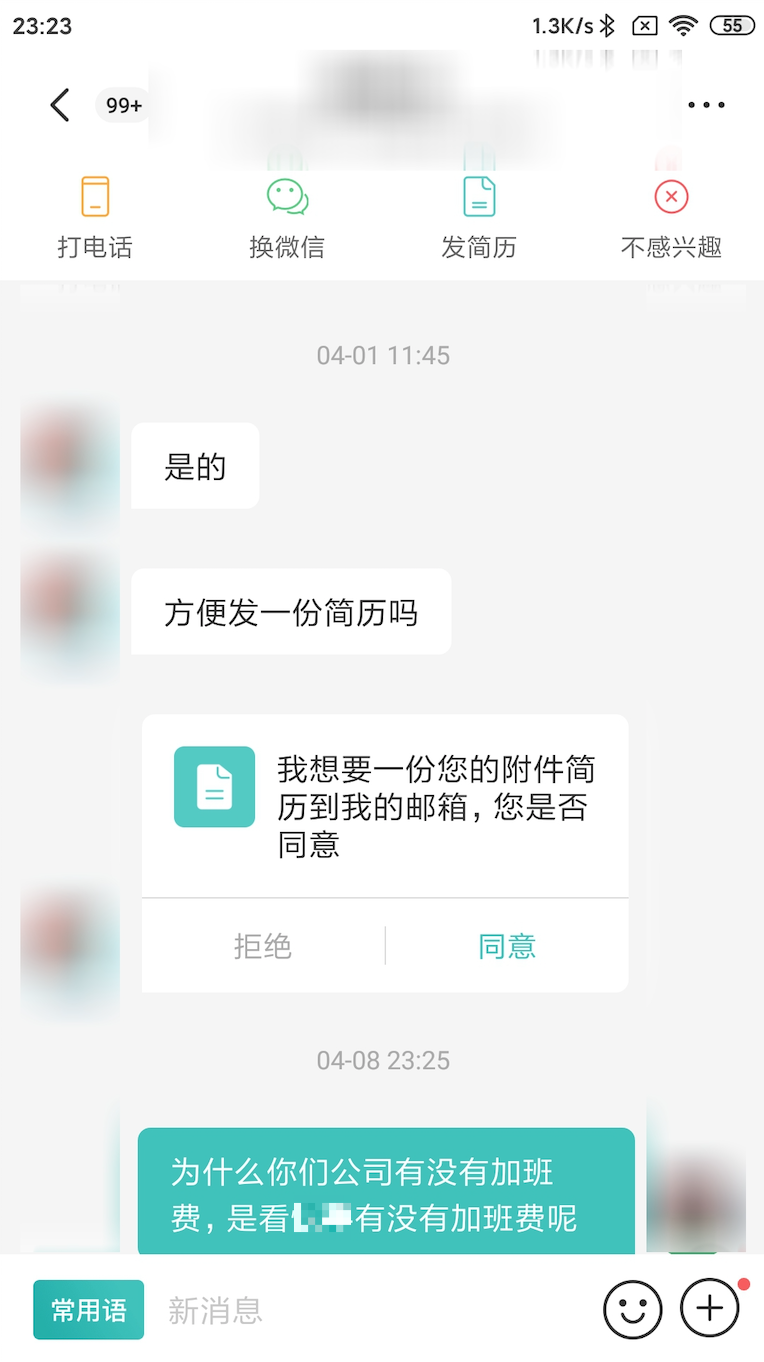 23:23 1.3K/s 55
99+
打电话 换微信 发简历 不感兴趣
04-01 11:45
是的
方便发一份简历吗
我想要一份您的附件简
历到我的邮箱，您是否
同意
拒绝 同意
04-08 23:25
为什么你们公司有没有加班
费，是看 有没有加班费呢
常用语 新消息